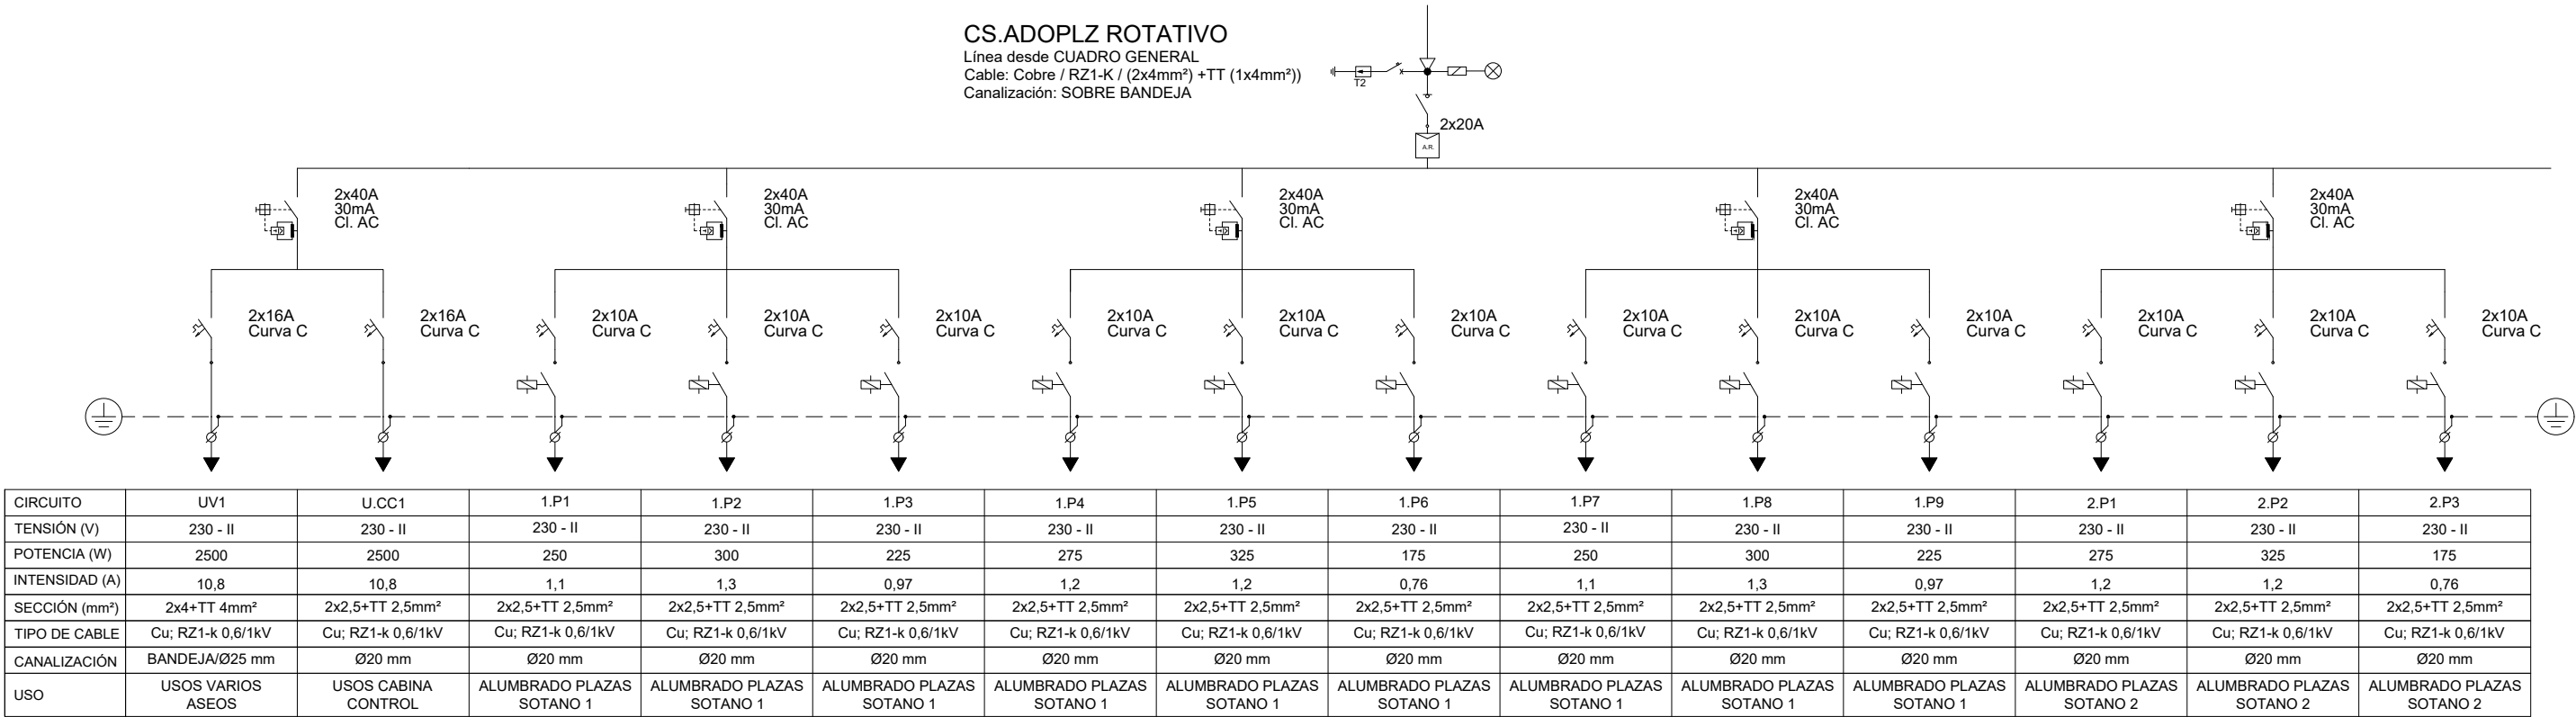 CS.ADOPLZ ROTATIVO
Línea desde CUADRO GENERAL
Cable: Cobre / RZ1-K / (2x4mm²) +TT (1x4mm²))
Canalización: SOBRE BANDEJA
T2
2x20A
A.R.
2x40A 2x40A 2x40A 2x40A 2x40A
30mA 30mA 30mA 30mA 30mA
Cl. AC Cl. AC Cl. AC Cl. AC Cl. AC
2x16A 2x16A 2x10A 2x10A 2x10A 2x10A 2x10A 2x10A 2x10A 2x10A 2x10A 2x10A 2x10A 2x10A
Curva C Curva C Curva C Curva C Curva C Curva C Curva C Curva C Curva C Curva C Curva C Curva C Curva C Curva C
CIRCUITO UV1 U.CC1 1.P1 1.P2 1.P3 1.P4 1.P5 1.P6 1.P7 1.P8 1.P9 2.P1 2.P2 2.P3
TENSIÓN (V) 230 - II 230 - II 230 - II 230 - II 230 - II 230 - II 230 - II 230 - II 230 - II 230 - II 230 - II 230 - II 230 - II 230 - II
POTENCIA (W) 2500 2500 250 300 225 275 325 175 250 300 225 275 325 175
INTENSIDAD (A) 10,8 10,8 1,1 1,3 0,97 1,2 1,2 0,76 1,1 1,3 0,97 1,2 1,2 0,76
SECCIÓN (mm²) 2x4+TT 4mm² 2x2,5+TT 2,5mm² 2x2,5+TT 2,5mm² 2x2,5+TT 2,5mm² 2x2,5+TT 2,5mm² 2x2,5+TT 2,5mm² 2x2,5+TT 2,5mm² 2x2,5+TT 2,5mm² 2x2,5+TT 2,5mm² 2x2,5+TT 2,5mm² 2x2,5+TT 2,5mm² 2x2,5+TT 2,5mm² 2x2,5+TT 2,5mm² 2x2,5+TT 2,5mm²
TIPO DE CABLE Cu; RZ1-k 0,6/1kV Cu; RZ1-k 0,6/1kV Cu; RZ1-k 0,6/1kV Cu; RZ1-k 0,6/1kV Cu; RZ1-k 0,6/1kV Cu; RZ1-k 0,6/1kV Cu; RZ1-k 0,6/1kV Cu; RZ1-k 0,6/1kV Cu; RZ1-k 0,6/1kV Cu; RZ1-k 0,6/1kV Cu; RZ1-k 0,6/1kV Cu; RZ1-k 0,6/1kV Cu; RZ1-k 0,6/1kV Cu; RZ1-k 0,6/1kV
CANALIZACIÓN BANDEJA/Ø25 mm Ø20 mm Ø20 mm Ø20 mm Ø20 mm Ø20 mm Ø20 mm Ø20 mm Ø20 mm Ø20 mm Ø20 mm Ø20 mm Ø20 mm Ø20 mm
USO USOS VARIOS USOS CABINA ALUMBRADO PLAZAS ALUMBRADO PLAZAS ALUMBRADO PLAZAS ALUMBRADO PLAZAS ALUMBRADO PLAZAS ALUMBRADO PLAZAS ALUMBRADO PLAZAS ALUMBRADO PLAZAS ALUMBRADO PLAZAS ALUMBRADO PLAZAS ALUMBRADO PLAZAS ALUMBRADO PLAZAS
ASEOS CONTROL SOTANO 1 SOTANO 1 SOTANO 1 SOTANO 1 SOTANO 1 SOTANO 1 SOTANO 1 SOTANO 1 SOTANO 1 SOTANO 2 SOTANO 2 SOTANO 2